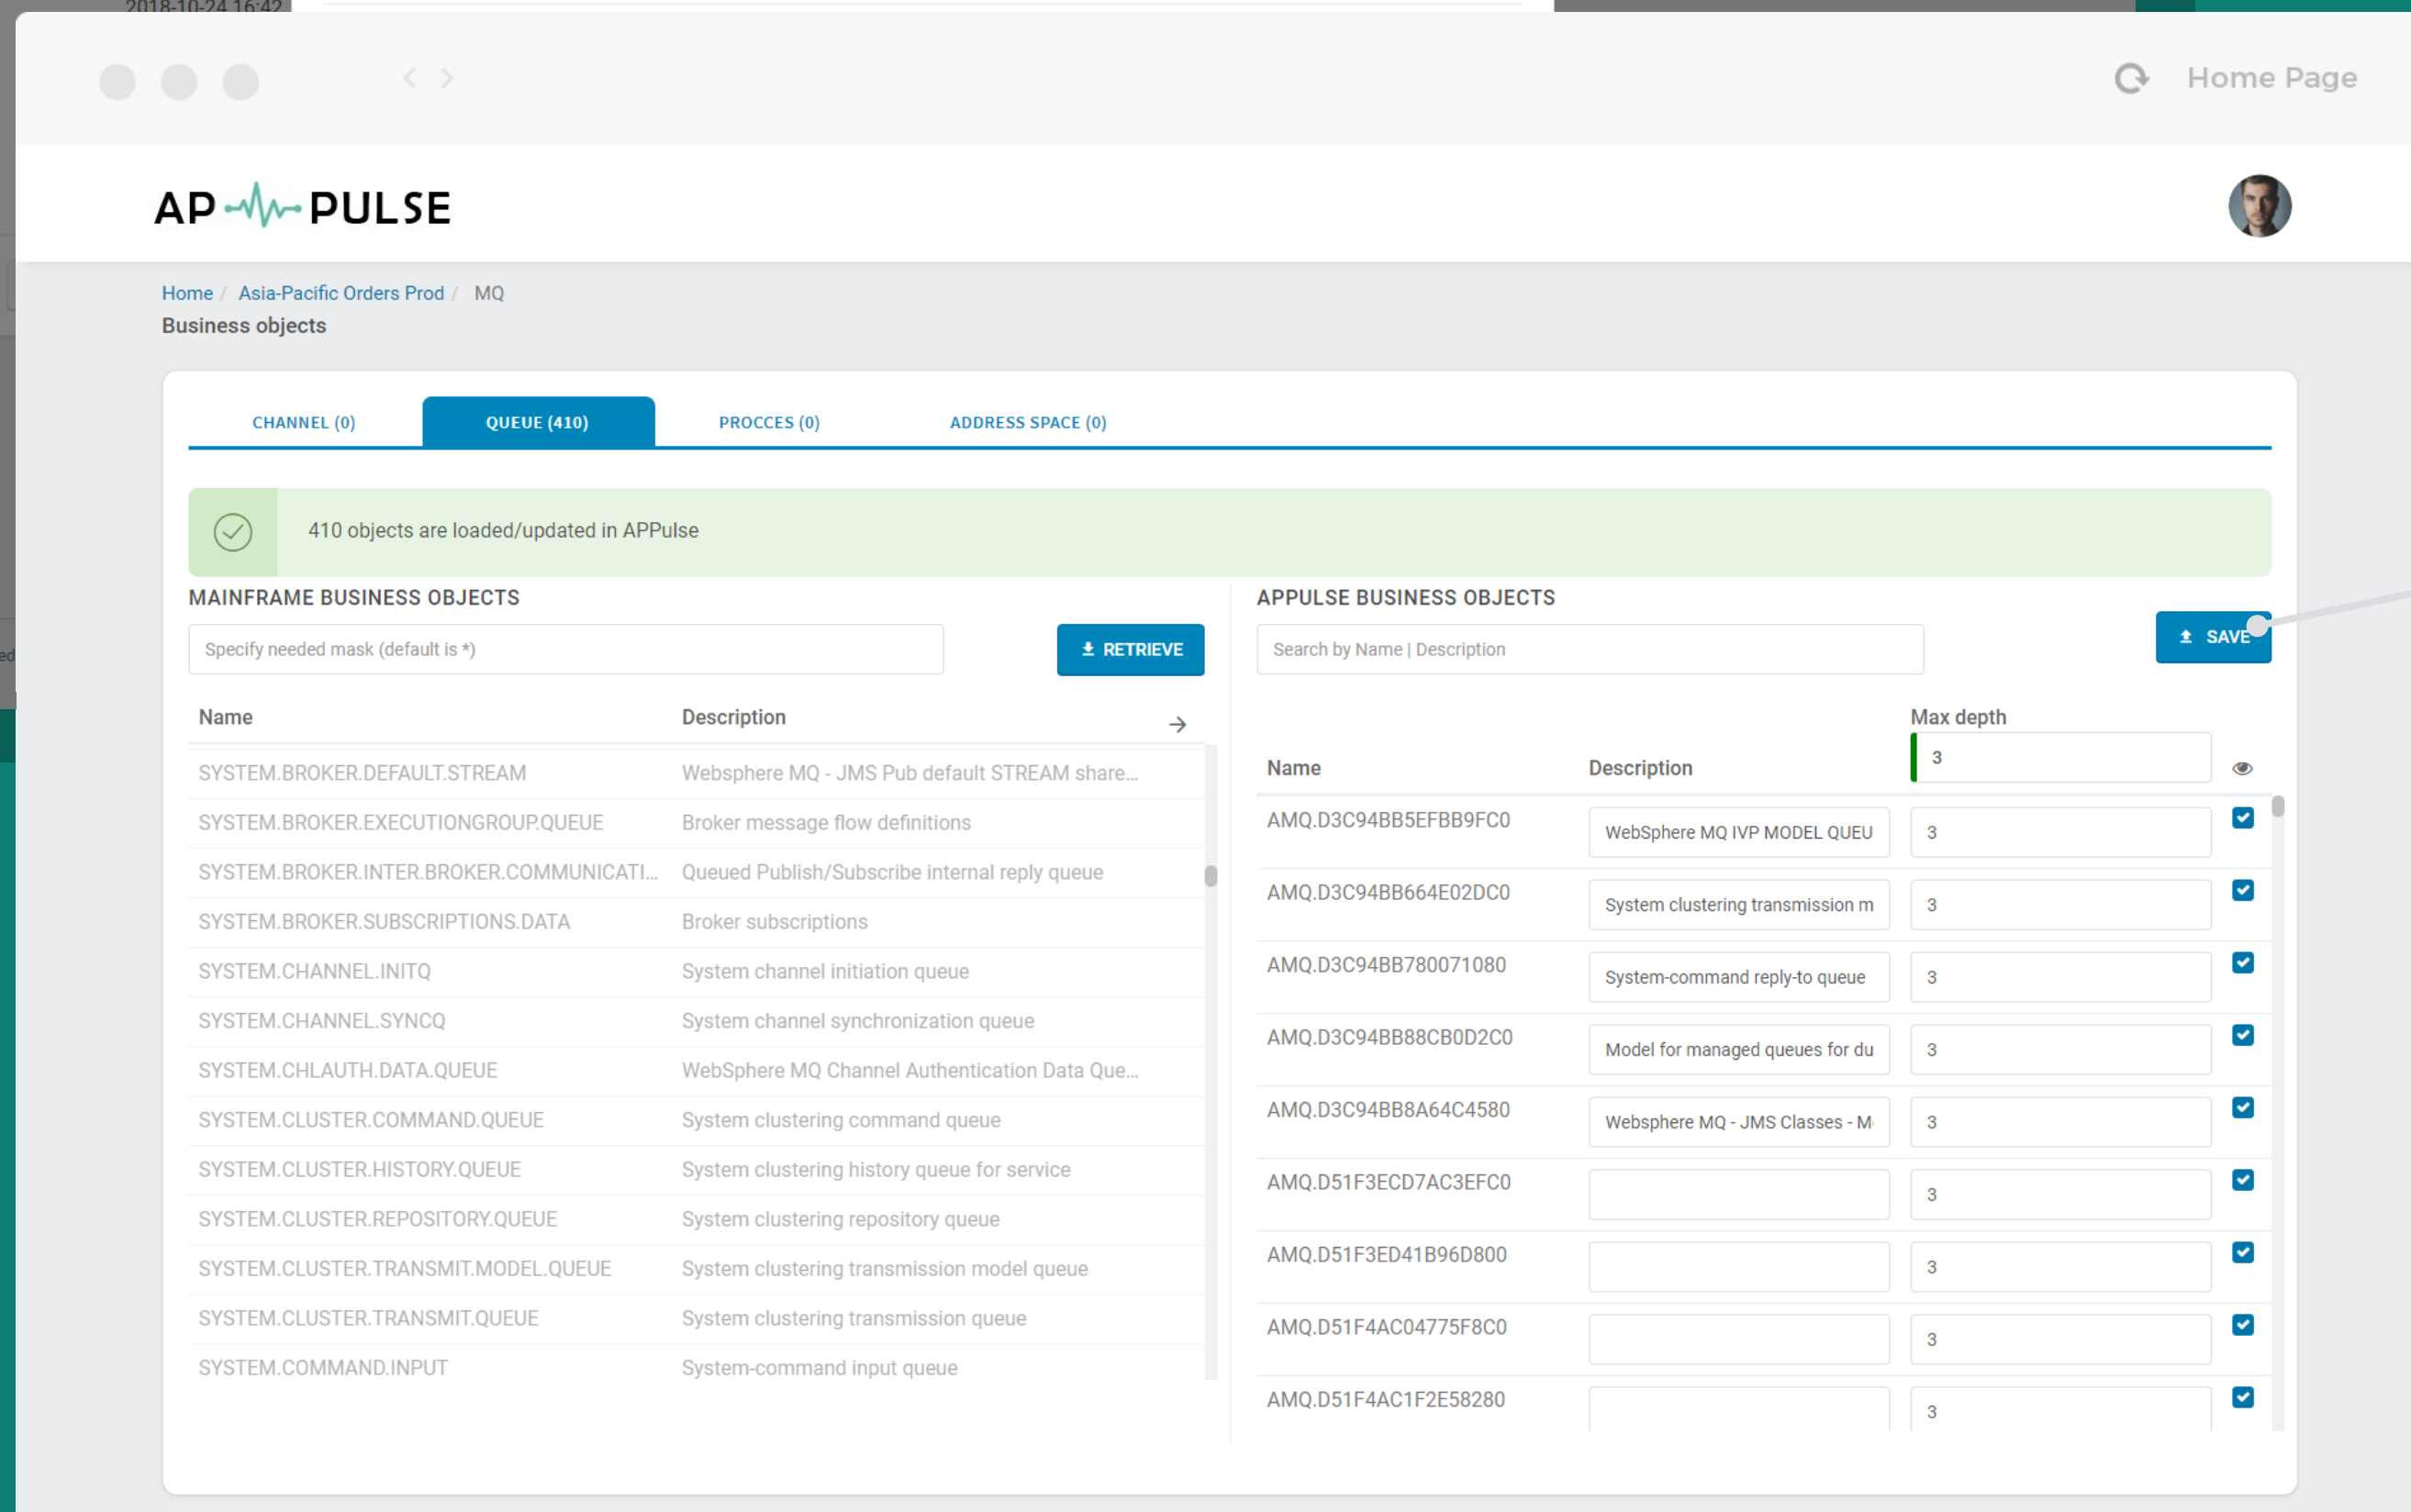 2018-10-24 16:42
Home Page
AP PULSE
Home / Asia-Pacific Orders Prod / MQ
Business objects
CHANNEL (0) QUEUE (410) PROCCES (0) ADDRESS SPACE (0)
410 objects are loaded/updated in APPulse
MAINFRAME BUSINESS OBJECTS
Specify needed mask (default is *) RETRIEVE
Name Description
SYSTEM.BROKER.DEFAULT.STREAM Websphere MQ - JMS Pub default STREAM share...
SYSTEM.BROKER.EXECUTIONGROUP.QUEUE Broker message flow definitions
SYSTEM.BROKER.INTER.BROKER.COMMUNICATI... Queued Publish/Subscribe internal reply queue
SYSTEM.BROKER.SUBSCRIPTIONS.DATA Broker subscriptions
SYSTEM.CHANNEL.INITQ System channel initiation queue
SYSTEM.CHANNEL.SYNCQ System channel synchronization queue
SYSTEM.CHLAUTH.DATA.QUEUE WebSphere MQ Channel Authentication Data Que...
SYSTEM.CLUSTER.COMMAND.QUEUE System clustering command queue
SYSTEM.CLUSTER.HISTORY.QUEUE System clustering history queue for service
SYSTEM.CLUSTER.REPOSITORY.QUEUE System clustering repository queue
SYSTEM.CLUSTER.TRANSMIT.MODEL.QUEUE System clustering transmission model queue
SYSTEM.CLUSTER.TRANSMIT.QUEUE System clustering transmission queue
SYSTEM.COMMAND.INPUT System-command input queue
APPULSE BUSINESS OBJECTS
Search by Name | Description SAVE
Max depth
Name Description 3
AMQ.D3C94BB5EFBB9FC0 WebSphere MQ IVP MODEL QUEU 3
AMQ.D3C94BB664E02DC0 System clustering transmission m 3
AMQ.D3C94BB780071080 System-command reply-to queue 3
AMQ.D3C94BB88CB0D2C0 Model for managed queues for du 3
AMQ.D3C94BB8A64C4580 Websphere MQ - JMS Classes - M 3
AMQ.D51F3ECD7AC3EFC0 3
AMQ.D51F3ED41B96D800 3
AMQ.D51F4AC04775F8C0 3
AMQ.D51F4AC1F2E58280 3